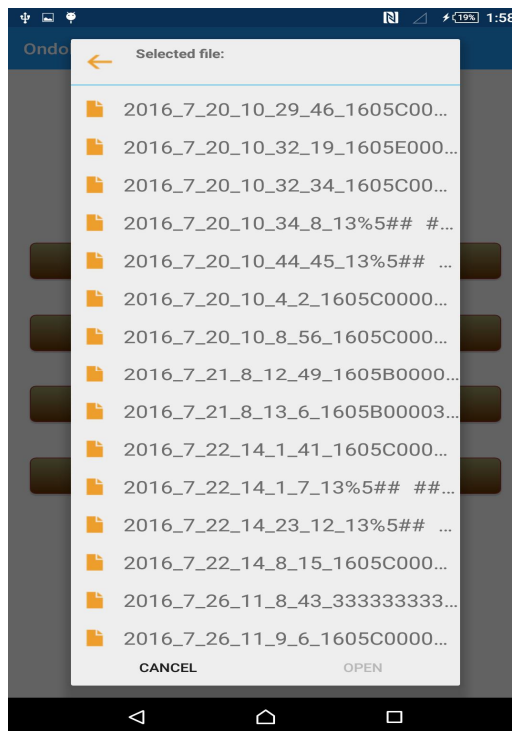 19% 1:58
Ondo
Selected file:
2016_7_20_10_29_46_1605C00...
2016_7_20_10_32_19_1605E000...
2016_7_20_10_32_34_1605C00...
2016_7_20_10_34_8_13%5## #...
2016_7_20_10_44_45_13%5## ...
2016_7_20_10_4_2_1605C0000...
2016_7_20_10_8_56_1605C000...
2016_7_21_8_12_49_1605B0000...
2016_7_21_8_13_6_1605B00003...
2016_7_22_14_1_41_1605C000...
2016_7_22_14_1_7_13%5## ##...
2016_7_22_14_23_12_13%5## ...
2016_7_22_14_8_15_1605C000...
2016_7_26_11_8_43_333333333...
2016_7_26_11_9_6_1605C0000...
CANCEL OPEN